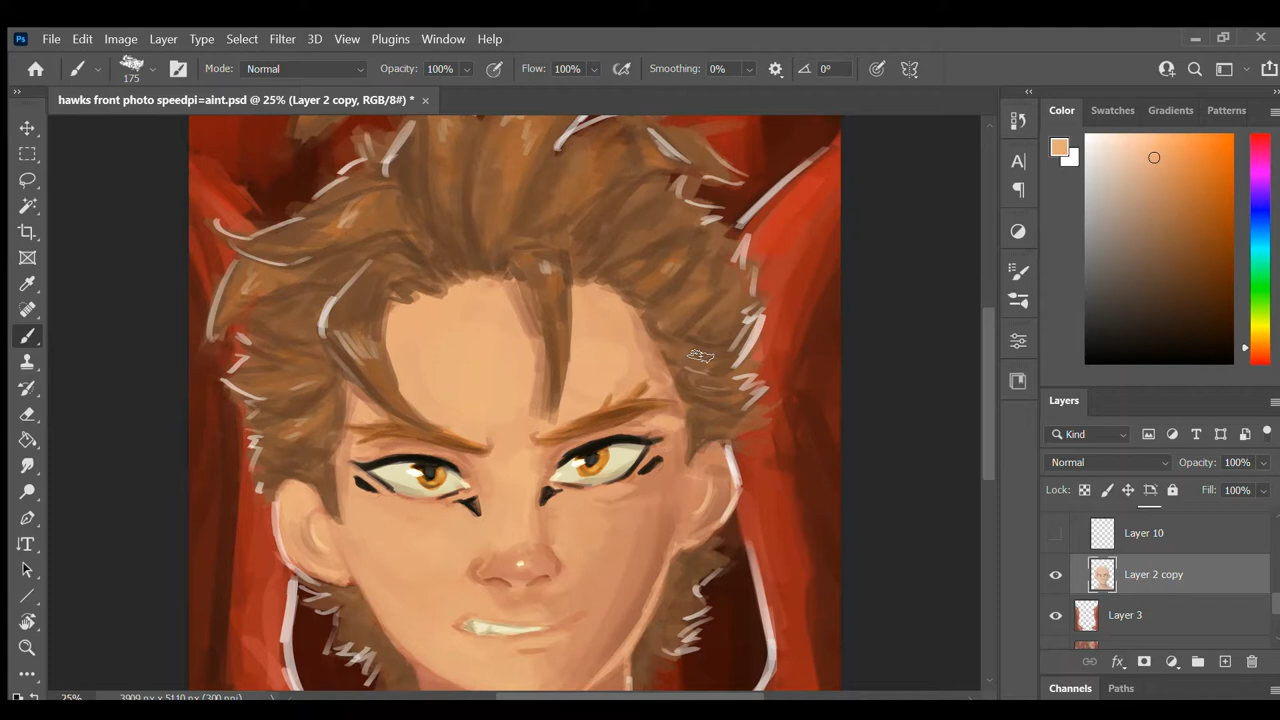 Ps File Edit Image Layer Type Select Filter 3D View Plugins Window Help
175 Mode: Normal Opacity: 100% Flow: 100% Smoothing: 0% 0°
hawks front photo speedpi=aint.psd @ 25% (Layer 2 copy, RGB/8#) * ×
Color Swatches Gradients Patterns
Layers
Kind
Normal Opacity: 100%
Lock: Fill: 100%
Layer 10
Layer 2 copy
Layer 3
fx
Channels Paths
25% 3909 px x 5110 px (300 ppi)